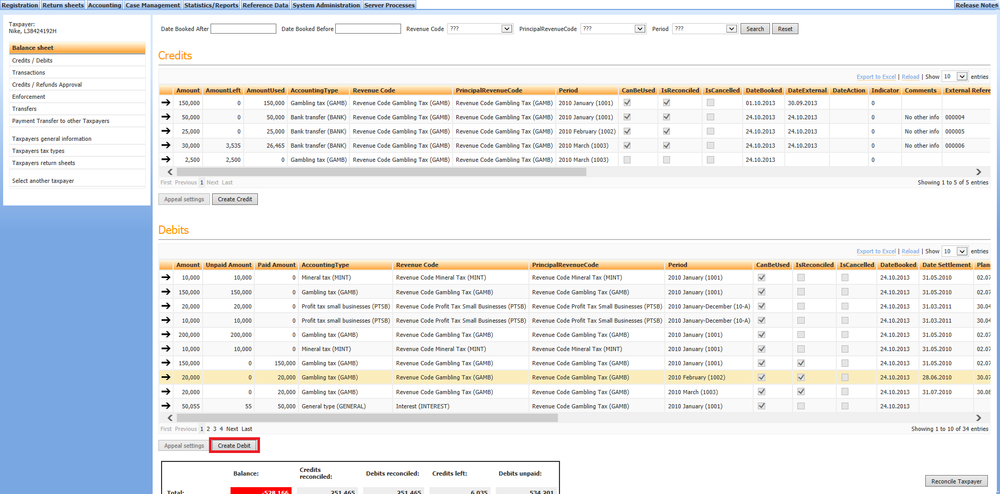 Registration Return sheets Accounting Case Management Statistics/Reports Reference Data System Administration Server Processes Release Notes
Taxpayer:
Nike, L38424192H
Balance sheet
Credits / Debits
Transactions
Credits / Refunds Approval
Enforcement
Transfers
Payment Transfer to other Taxpayers
Taxpayers general information
Taxpayers tax types
Taxpayers return sheets
Select another taxpayer
Date Booked After Date Booked Before Revenue Code ??? PrincipalRevenueCode ??? Period ??? Search Reset
Credits
Export to Excel | Reload | Show 10 entries
Amount AmountLeft AmountUsed AccountingType Revenue Code PrincipalRevenueCode Period CanBeUsed IsReconciled IsCancelled DateBooked DateExternal DateAction Indicator Comments External Refere
150,000 0 150,000 Gambling tax (GAMB) Revenue Code Gambling Tax (GAMB) Revenue Code Gambling Tax (GAMB) 2010 January (1001) 01.10.2013 30.09.2013 0
50,000 0 50,000 Bank transfer (BANK) Revenue Code Gambling Tax (GAMB) Revenue Code Gambling Tax (GAMB) 2010 January (1001) 24.10.2013 24.10.2013 0 No other info 000004
25,000 0 25,000 Bank transfer (BANK) Revenue Code Gambling Tax (GAMB) Revenue Code Gambling Tax (GAMB) 2010 February (1002) 24.10.2013 24.10.2013 0 No other info 000005
30,000 3,535 26,465 Bank transfer (BANK) Revenue Code Gambling Tax (GAMB) Revenue Code Gambling Tax (GAMB) 2010 March (1003) 24.10.2013 24.10.2013 0 No other info 000006
2,500 2,500 0 Gambling tax (GAMB) Revenue Code Gambling Tax (GAMB) Revenue Code Gambling Tax (GAMB) 2010 March (1003) 24.10.2013 0
First Previous 1 Next Last Showing 1 to 5 of 5 entries
Appeal settings Create Credit
Debits
Export to Excel | Reload | Show 10 entries
Amount Unpaid Amount Paid Amount AccountingType Revenue Code PrincipalRevenueCode Period CanBeUsed IsReconciled IsCancelled DateBooked Date Settlement Plan
10,000 10,000 0 Mineral tax (MINT) Revenue Code Mineral Tax (MINT) Revenue Code Mineral Tax (MINT) 2010 January (1001) 24.10.2013 31.05.2010 02.07
150,000 150,000 0 Gambling tax (GAMB) Revenue Code Gambling Tax (GAMB) Revenue Code Gambling Tax (GAMB) 2010 January (1001) 24.10.2013 31.05.2010 02.07
20,000 20,000 0 Profit tax small businesses (PTSB) Revenue Code Profit Tax Small Businesses (PTSB) Revenue Code Profit Tax Small Businesses (PTSB) 2010 January-December (10-A) 24.10.2013 31.03.2011 30.04
10,000 10,000 0 Profit tax small businesses (PTSB) Revenue Code Profit Tax Small Businesses (PTSB) Revenue Code Profit Tax Small Businesses (PTSB) 2010 January-December (10-A) 24.10.2013 31.03.2011 30.04
200,000 200,000 0 Gambling tax (GAMB) Revenue Code Gambling Tax (GAMB) Revenue Code Gambling Tax (GAMB) 2010 January (1001) 24.10.2013 31.05.2010 02.07
10,000 10,000 0 Mineral tax (MINT) Revenue Code Mineral Tax (MINT) Revenue Code Mineral Tax (MINT) 2010 January (1001) 24.10.2013 31.05.2010 02.07
150,000 0 150,000 Gambling tax (GAMB) Revenue Code Gambling Tax (GAMB) Revenue Code Gambling Tax (GAMB) 2010 January (1001) 24.10.2013 31.05.2010 02.07
20,000 0 20,000 Gambling tax (GAMB) Revenue Code Gambling Tax (GAMB) Revenue Code Gambling Tax (GAMB) 2010 February (1002) 24.10.2013 28.06.2010 30.07
20,000 0 20,000 Gambling tax (GAMB) Revenue Code Gambling Tax (GAMB) Revenue Code Gambling Tax (GAMB) 2010 March (1003) 24.10.2013 31.07.2010 30.08
50,055 55 50,000 General type (GENERAL) Interest (INTEREST) Revenue Code Gambling Tax (GAMB) 2010 January (1001) 24.10.2013
First Previous 1 2 3 4 Next Last Showing 1 to 10 of 34 entries
Appeal settings Create Debit
Balance: Credits reconciled: Debits reconciled: Credits left: Debits unpaid:
Total: -528,166 251,465 251,465 6,035 534,201
Reconcile Taxpayer